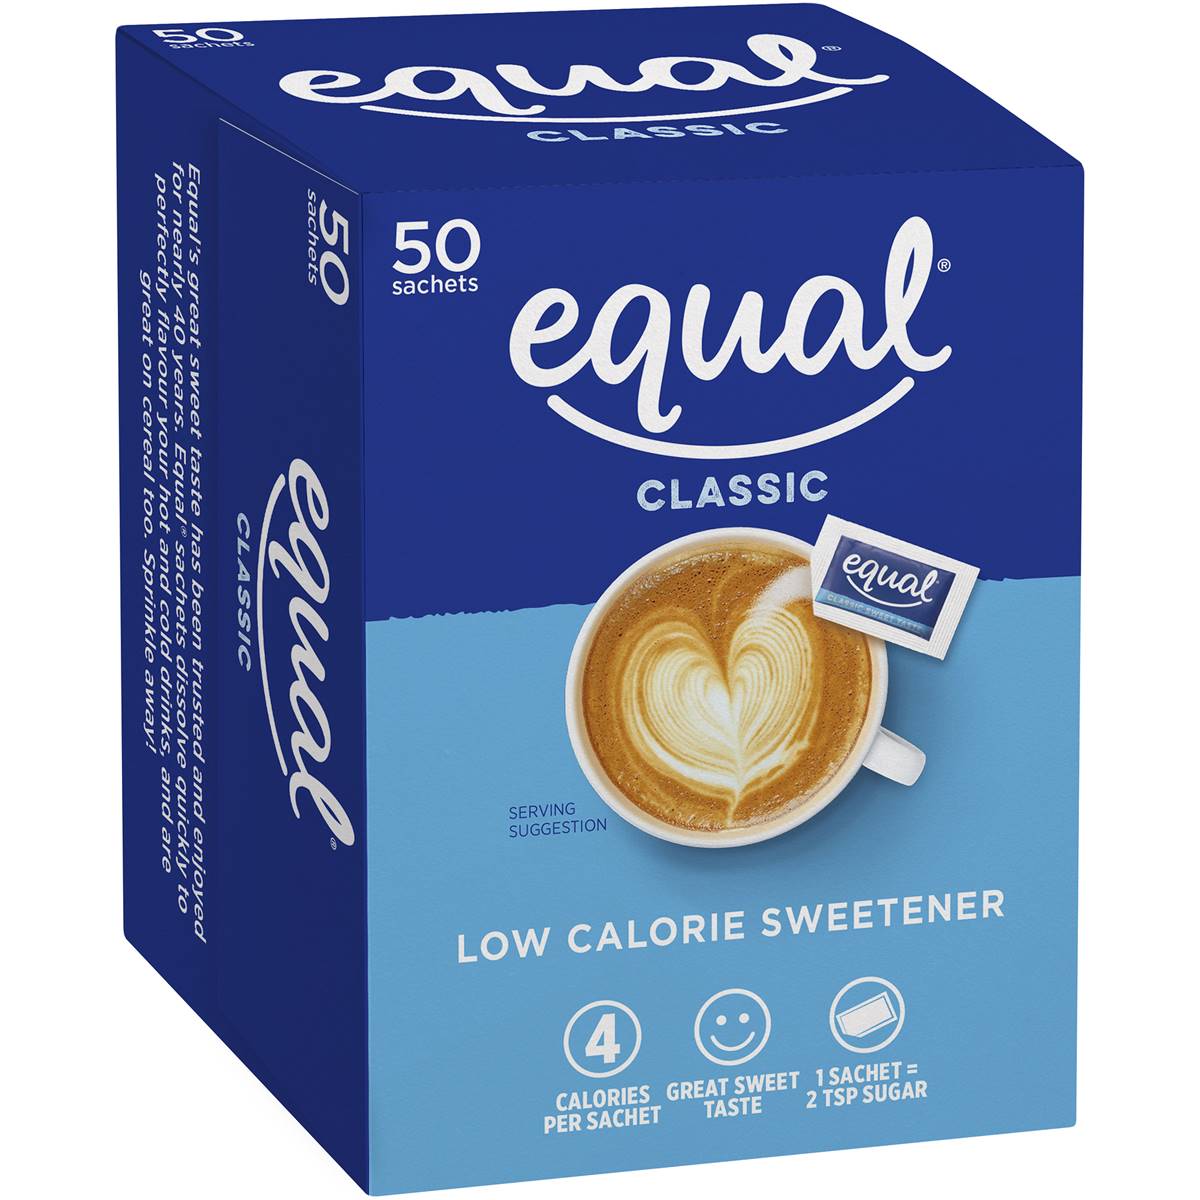 50
sachets
equal®
CLASSIC
50
sachets
equal®
CLASSIC
Equal's great sweet taste has been trusted and enjoyed
for nearly 40 years. Equal® sachets dissolve quickly to
perfectly flavour your hot and cold drinks, and are
great on cereal too. Sprinkle away!
50
sachets
equal®
CLASSIC
equal
CLASSIC SWEET TASTE
SERVING
SUGGESTION
LOW CALORIE SWEETENER
4
CALORIES
PER SACHET
GREAT SWEET
TASTE
1 SACHET =
2 TSP SUGAR